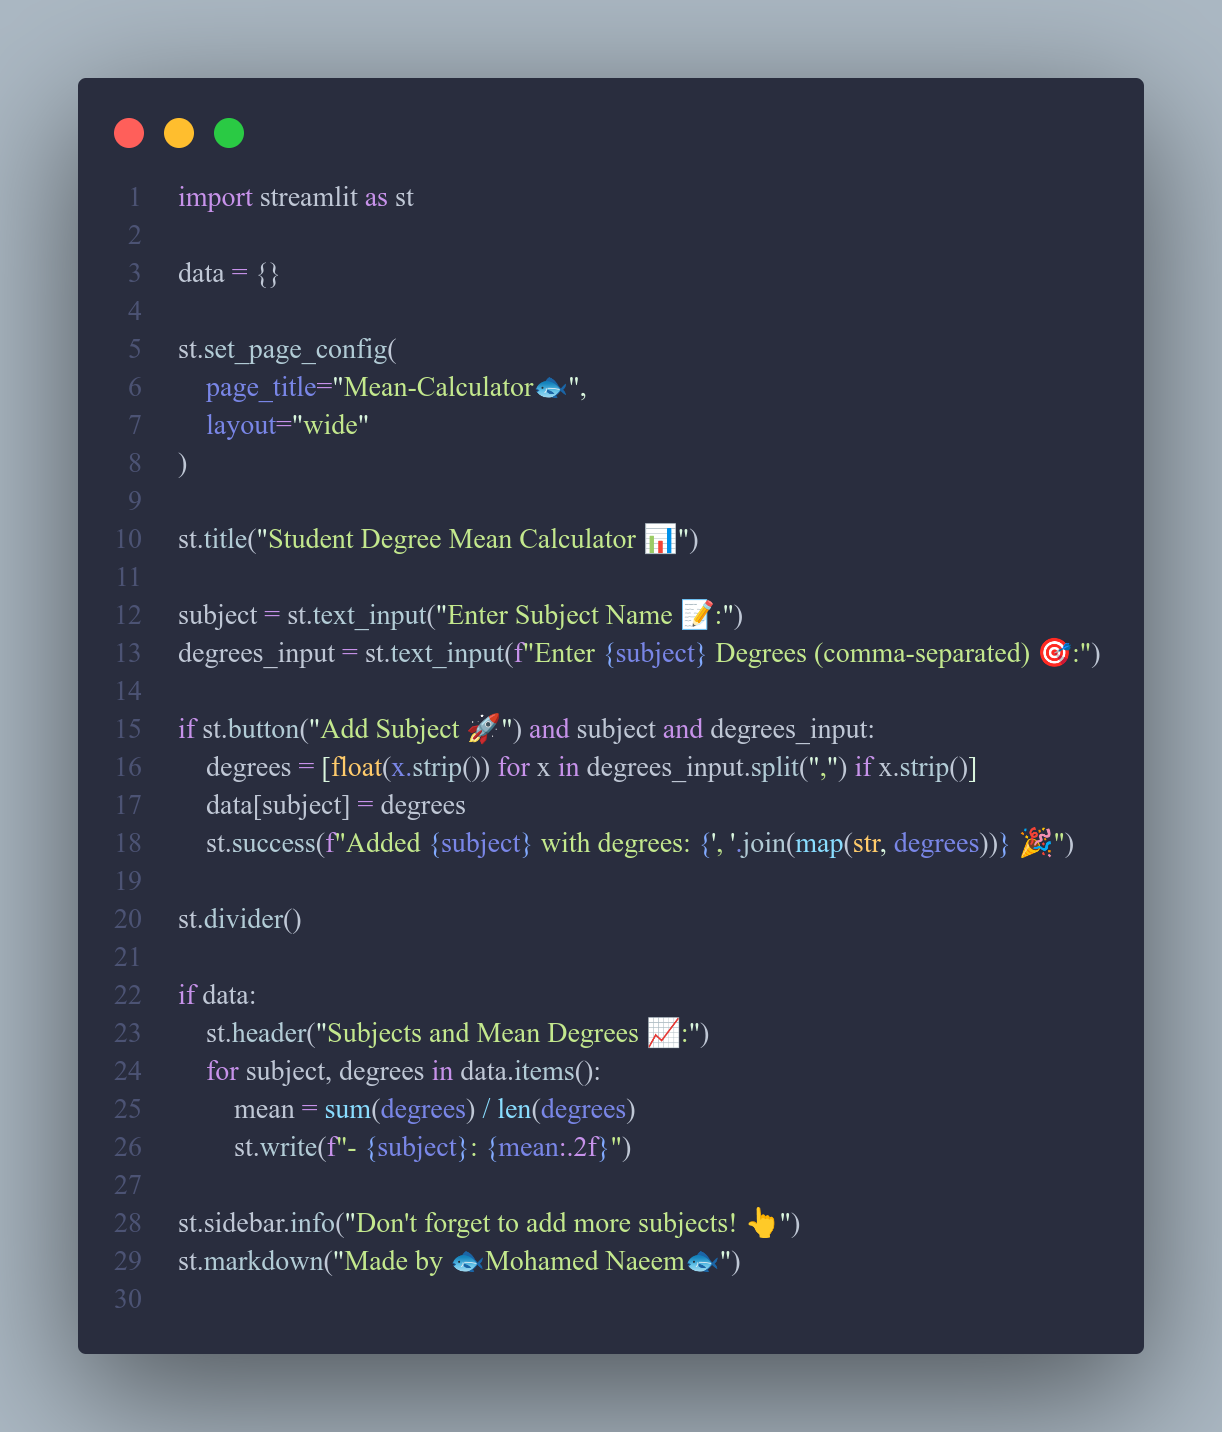 1 import streamlit as st
2
3 data = {}
4
5 st.set_page_config(
6     page_title="Mean-Calculator🐟",
7     layout="wide"
8 )
9
10 st.title("Student Degree Mean Calculator 📊")
11
12 subject = st.text_input("Enter Subject Name 📝:")
13 degrees_input = st.text_input(f"Enter {subject} Degrees (comma-separated) 🎯:")
14
15 if st.button("Add Subject 🚀") and subject and degrees_input:
16     degrees = [float(x.strip()) for x in degrees_input.split(",") if x.strip()]
17     data[subject] = degrees
18     st.success(f"Added {subject} with degrees: {', '.join(map(str, degrees))} 🎉")
19
20 st.divider()
21
22 if data:
23     st.header("Subjects and Mean Degrees 📈:")
24     for subject, degrees in data.items():
25         mean = sum(degrees) / len(degrees)
26         st.write(f"- {subject}: {mean:.2f}")
27
28 st.sidebar.info("Don't forget to add more subjects! 👆")
29 st.markdown("Made by 🐟Mohamed Naeem🐟")
30